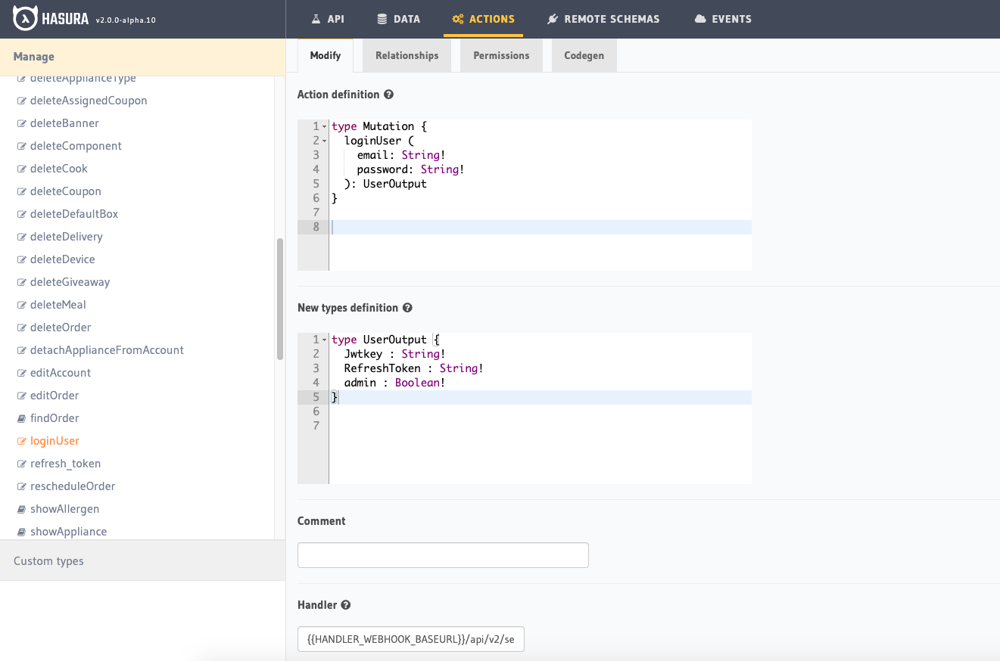 HASURA v2.0.0-alpha.10
API DATA ACTIONS REMOTE SCHEMAS EVENTS
Manage
deleteApplianceType
deleteAssignedCoupon
deleteBanner
deleteComponent
deleteCook
deleteCoupon
deleteDefaultBox
deleteDelivery
deleteDevice
deleteGiveaway
deleteMeal
deleteOrder
detachApplianceFromAccount
editAccount
editOrder
findOrder
loginUser
refresh_token
rescheduleOrder
showAllergen
showAppliance
Custom types
Modify Relationships Permissions Codegen
Action definition
1 type Mutation {
2 loginUser (
3 email: String!
4 password: String!
5 ): UserOutput
6 }
7
8
New types definition
1 type UserOutput {
2 Jwtkey : String!
3 RefreshToken : String!
4 admin : Boolean!
5 }
6
7
Comment
Handler
{{HANDLER_WEBHOOK_BASEURL}}/api/v2/se